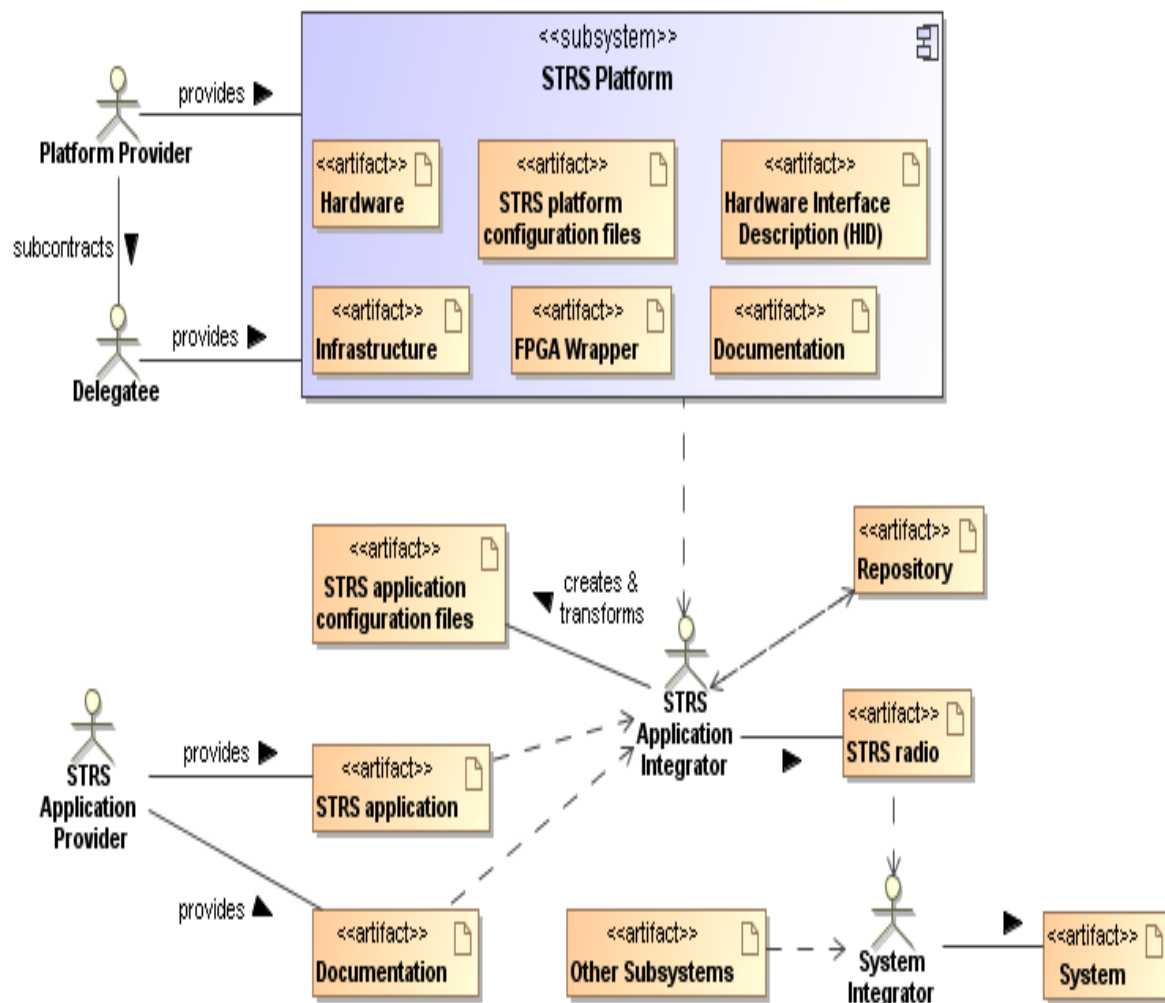 <<subsystem>>
STRS Platform
provides
Platform Provider
<<artifact>>
Hardware
<<artifact>>
STRS platform
configuration files
<<artifact>>
Hardware Interface
Description (HID)
subcontracts
provides
Delegatee
<<artifact>>
Infrastructure
<<artifact>>
FPGA Wrapper
<<artifact>>
Documentation
<<artifact>>
STRS application
configuration files
creates &
transforms
<<artifact>>
Repository
STRS
Application
Integrator
<<artifact>>
STRS radio
STRS
Application
Provider
provides
<<artifact>>
STRS application
provides
<<artifact>>
Documentation
<<artifact>>
Other Subsystems
System
Integrator
<<artifact>>
System